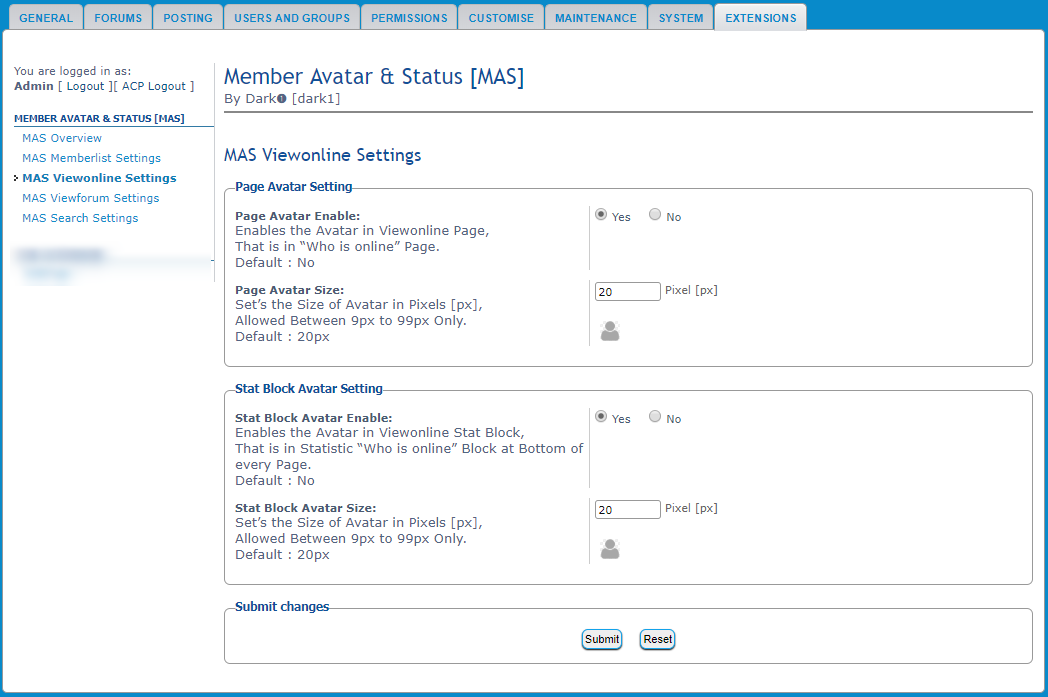 GENERAL FORUMS POSTING USERS AND GROUPS PERMISSIONS CUSTOMISE MAINTENANCE SYSTEM EXTENSIONS
You are logged in as:
Admin [ Logout ][ ACP Logout ]
MEMBER AVATAR & STATUS [MAS]
MAS Overview
MAS Memberlist Settings
MAS Viewonline Settings
MAS Viewforum Settings
MAS Search Settings
Member Avatar & Status [MAS]
By Dark❶ [dark1]
MAS Viewonline Settings
Page Avatar Setting
Page Avatar Enable:
Enables the Avatar in Viewonline Page,
That is in “Who is online” Page.
Default : No
Yes No
Page Avatar Size:
Set’s the Size of Avatar in Pixels [px],
Allowed Between 9px to 99px Only.
Default : 20px
20 Pixel [px]
Stat Block Avatar Setting
Stat Block Avatar Enable:
Enables the Avatar in Viewonline Stat Block,
That is in Statistic “Who is online” Block at Bottom of
every Page.
Default : No
Yes No
Stat Block Avatar Size:
Set’s the Size of Avatar in Pixels [px],
Allowed Between 9px to 99px Only.
Default : 20px
20 Pixel [px]
Submit changes
Submit Reset